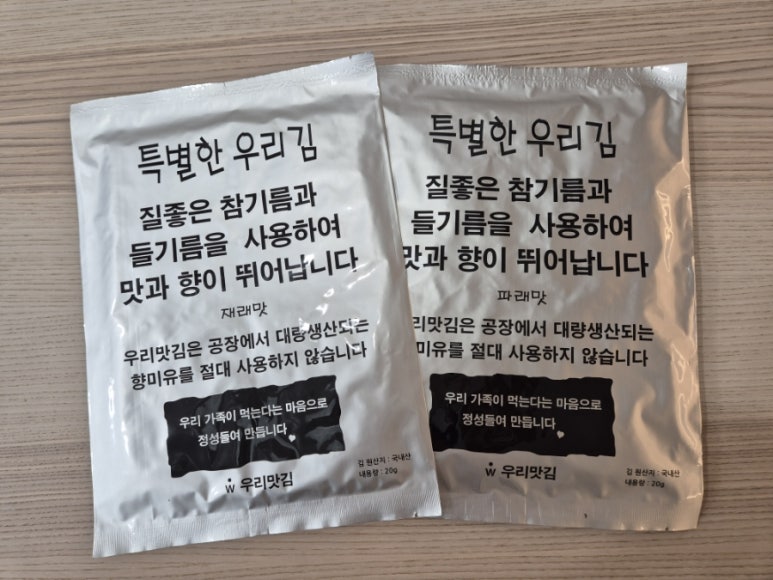 특별한 우리김
질좋은 참기름과
들기름을 사용하여
맛과 향이 뛰어납니다
재래맛
우리맛김은 공장에서 대량생산되는
향미유를 절대 사용하지 않습니다
우리 가족이 먹는다는 마음으로
정성들여 만듭니다
김 원산지 : 국내산
내용량 : 20g
w 우리맛김
특별한 우리김
질좋은 참기름과
들기름을 사용하여
맛과 향이 뛰어납니다
파래맛
리맛김은 공장에서 대량생산되는
향미유를 절대 사용하지 않습니다
우리 가족이 먹는다는 마음으로
정성들여 만듭니다
김 원산지 : 국내산
내용량 : 20g
w 우리맛김